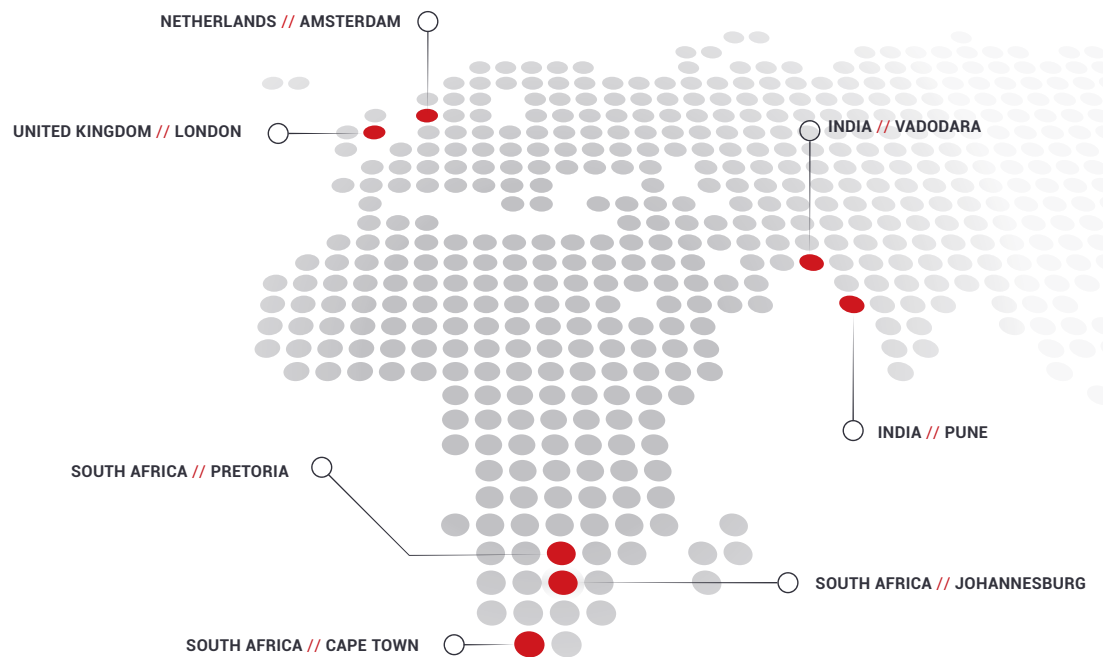 NETHERLANDS // AMSTERDAM
UNITED KINGDOM // LONDON
INDIA // VADODARA
INDIA // PUNE
SOUTH AFRICA // PRETORIA
SOUTH AFRICA // JOHANNESBURG
SOUTH AFRICA // CAPE TOWN